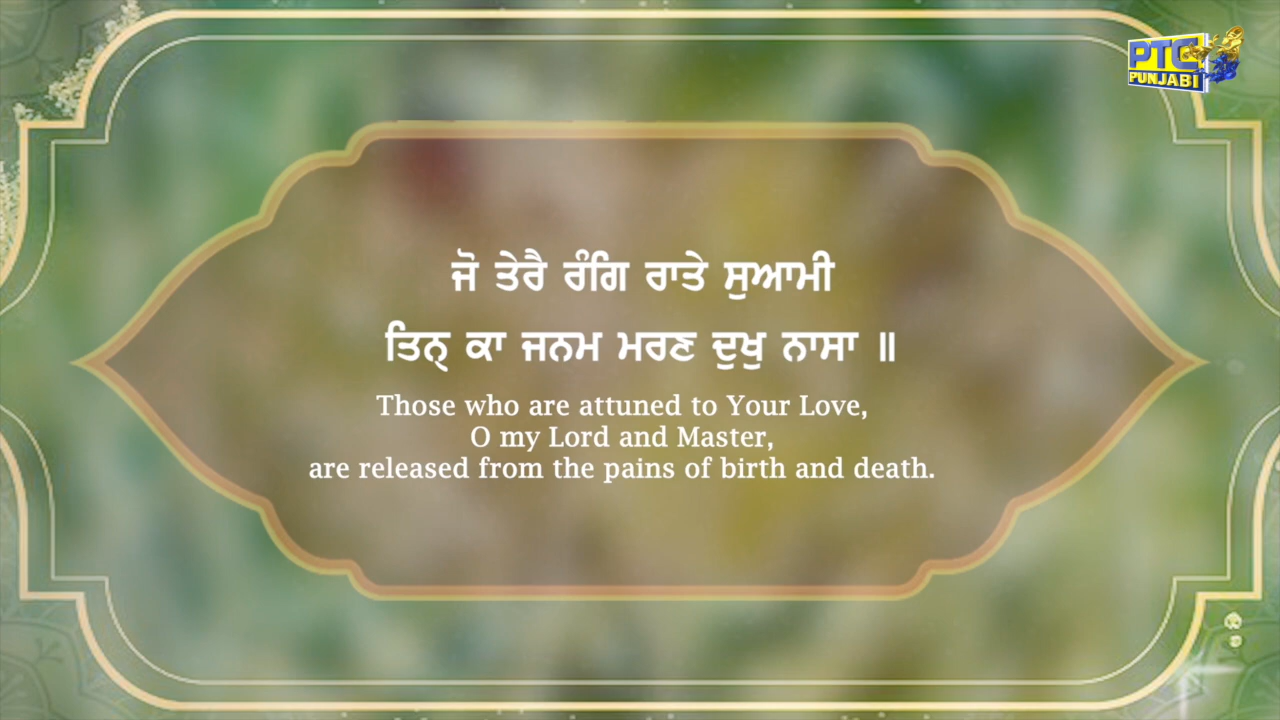 PTC
PUNJABI
ਜੋ ਤੇਰੈ ਰੰਗਿ ਰਾਤੇ ਸੁਆਮੀ
ਤਿਨ੍ ਕਾ ਜਨਮ ਮਰਣ ਦੁਖੁ ਨਾਸਾ ॥
Those who are attuned to Your Love,
O my Lord and Master,
are released from the pains of birth and death.